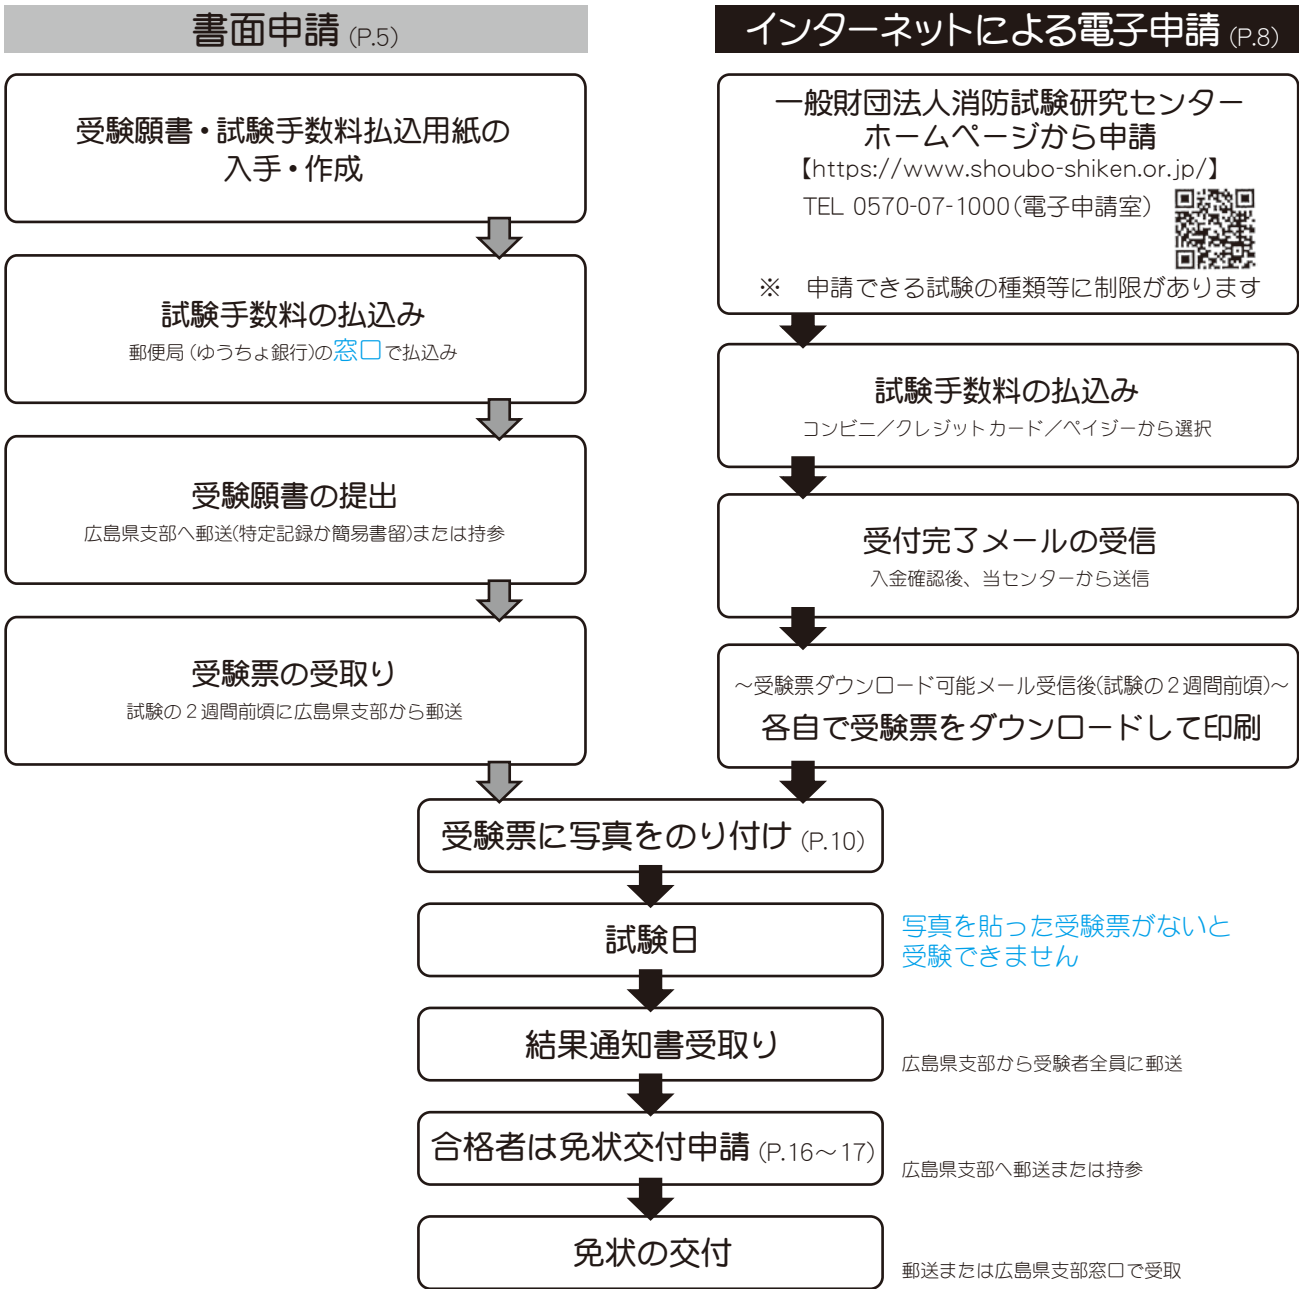 書面申請 (P.5)
受験願書・試験手数料払込用紙の
入手・作成
試験手数料の払込み
郵便局 (ゆうちょ銀行)の窓口で払込み
受験願書の提出
広島県支部へ郵送(特定記録か簡易書留)または持参
受験票の受取り
試験の２週間前頃に広島県支部から郵送
インターネットによる電子申請 (P.8)
一般財団法人消防試験研究センター
ホームページから申請
【https://www.shoubo-shiken.or.jp/】
TEL 0570-07-1000(電子申請室)
※　申請できる試験の種類等に制限があります
試験手数料の払込み
コンビニ／クレジットカード／ペイジーから選択
受付完了メールの受信
入金確認後、当センターから送信
～受験票ダウンロード可能メール受信後(試験の２週間前頃)～
各自で受験票をダウンロードして印刷
受験票に写真をのり付け (P.10)
試験日
写真を貼った受験票がないと
受験できません
結果通知書受取り
広島県支部から受験者全員に郵送
合格者は免状交付申請 (P.16～17)
広島県支部へ郵送または持参
免状の交付
郵送または広島県支部窓口で受取